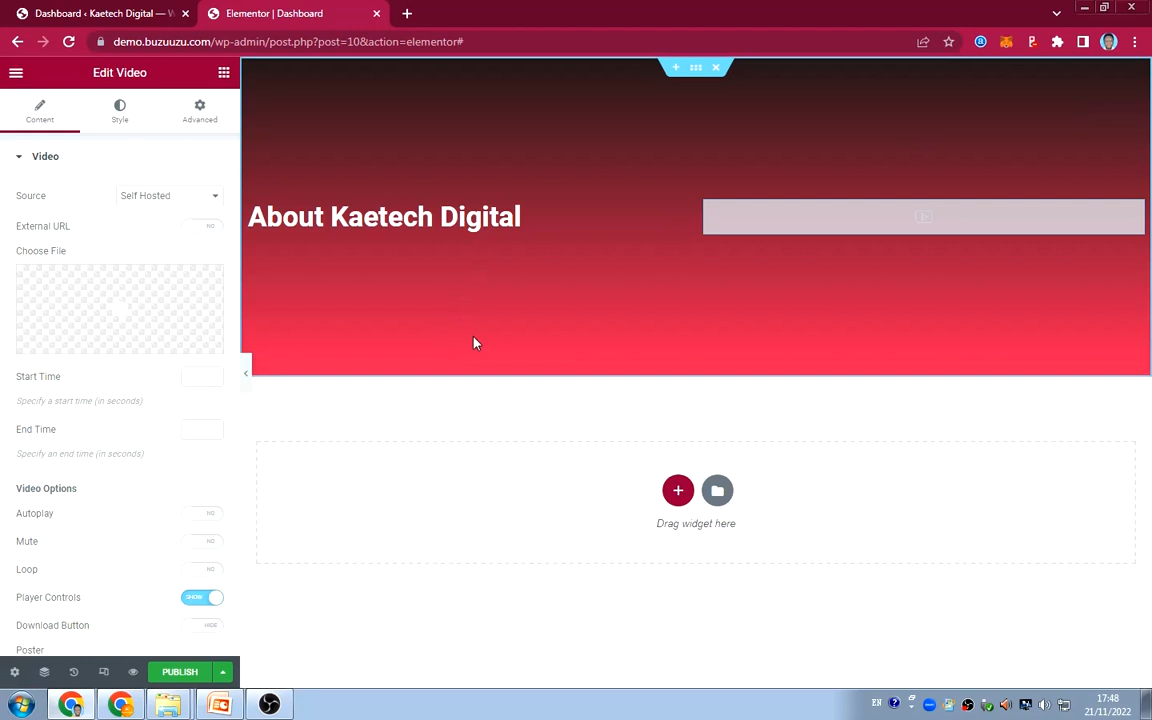 Dashboard ‹ Kaetech Digital — W
Elementor | Dashboard
demo.buzuuzu.com/wp-admin/post.php?post=10&action=elementor#
Edit Video
Content
Style
Advanced
Video
Source
Self Hosted
External URL
NO
Choose File
Start Time
Specify a start time (in seconds)
End Time
Specify an end time (in seconds)
Video Options
Autoplay
NO
Mute
NO
Loop
NO
Player Controls
SHOW
Download Button
HIDE
Poster
PUBLISH
About Kaetech Digital
Drag widget here
EN
17:48
21/11/2022